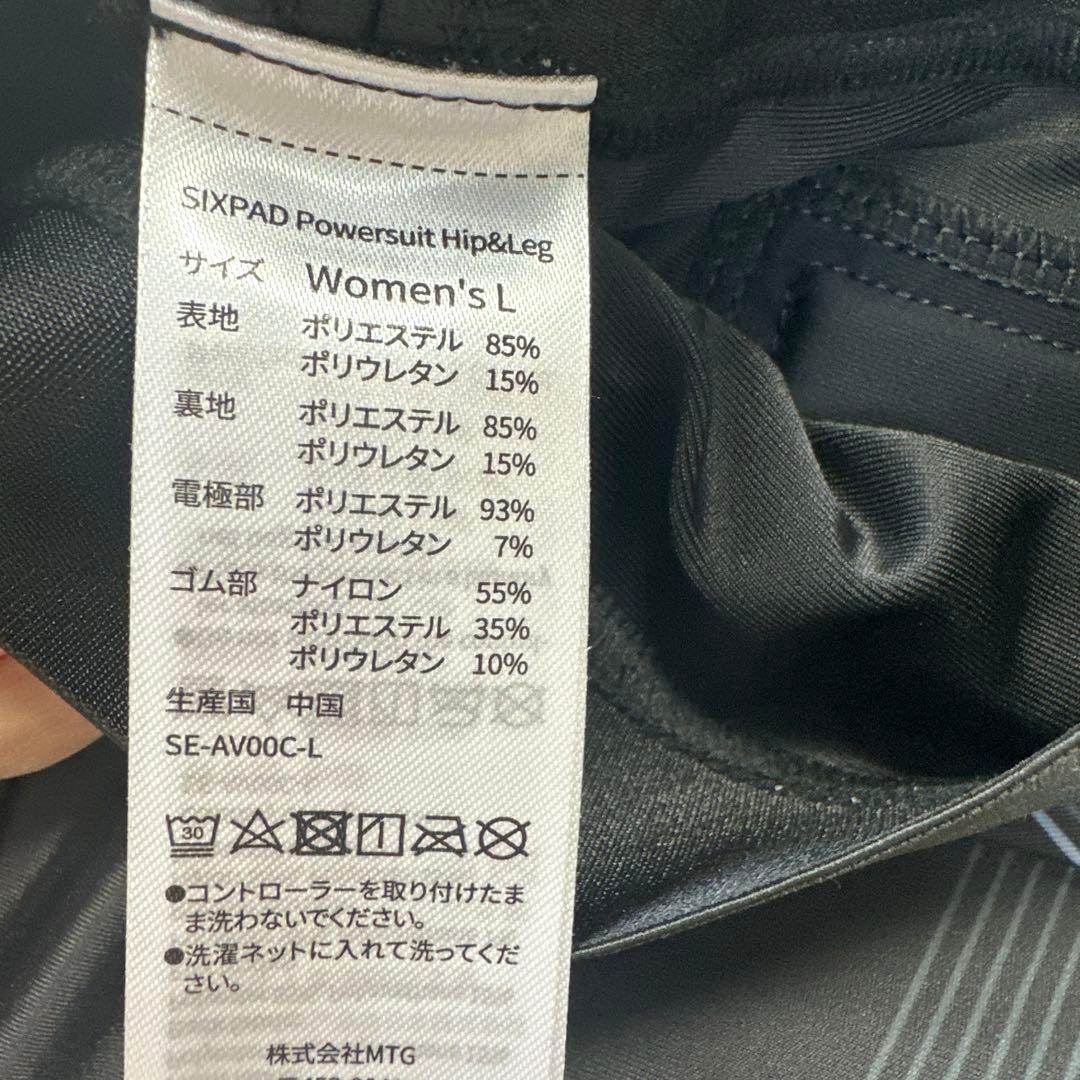 SIXPAD Powersuit Hip&Leg
サイズ Women's L
表地 ポリエステル 85%
ポリウレタン 15%
裏地 ポリエステル 85%
ポリウレタン 15%
電極部 ポリエステル 93%
ポリウレタン 7%
ゴム部 ナイロン 55%
ポリエステル 35%
ポリウレタン 10%
生産国 中国
SE-AV00C-L
30
●コントローラーを取り付けたま
ま洗わないでください。
●洗濯ネットに入れて洗ってくだ
さい。
株式会社MTG